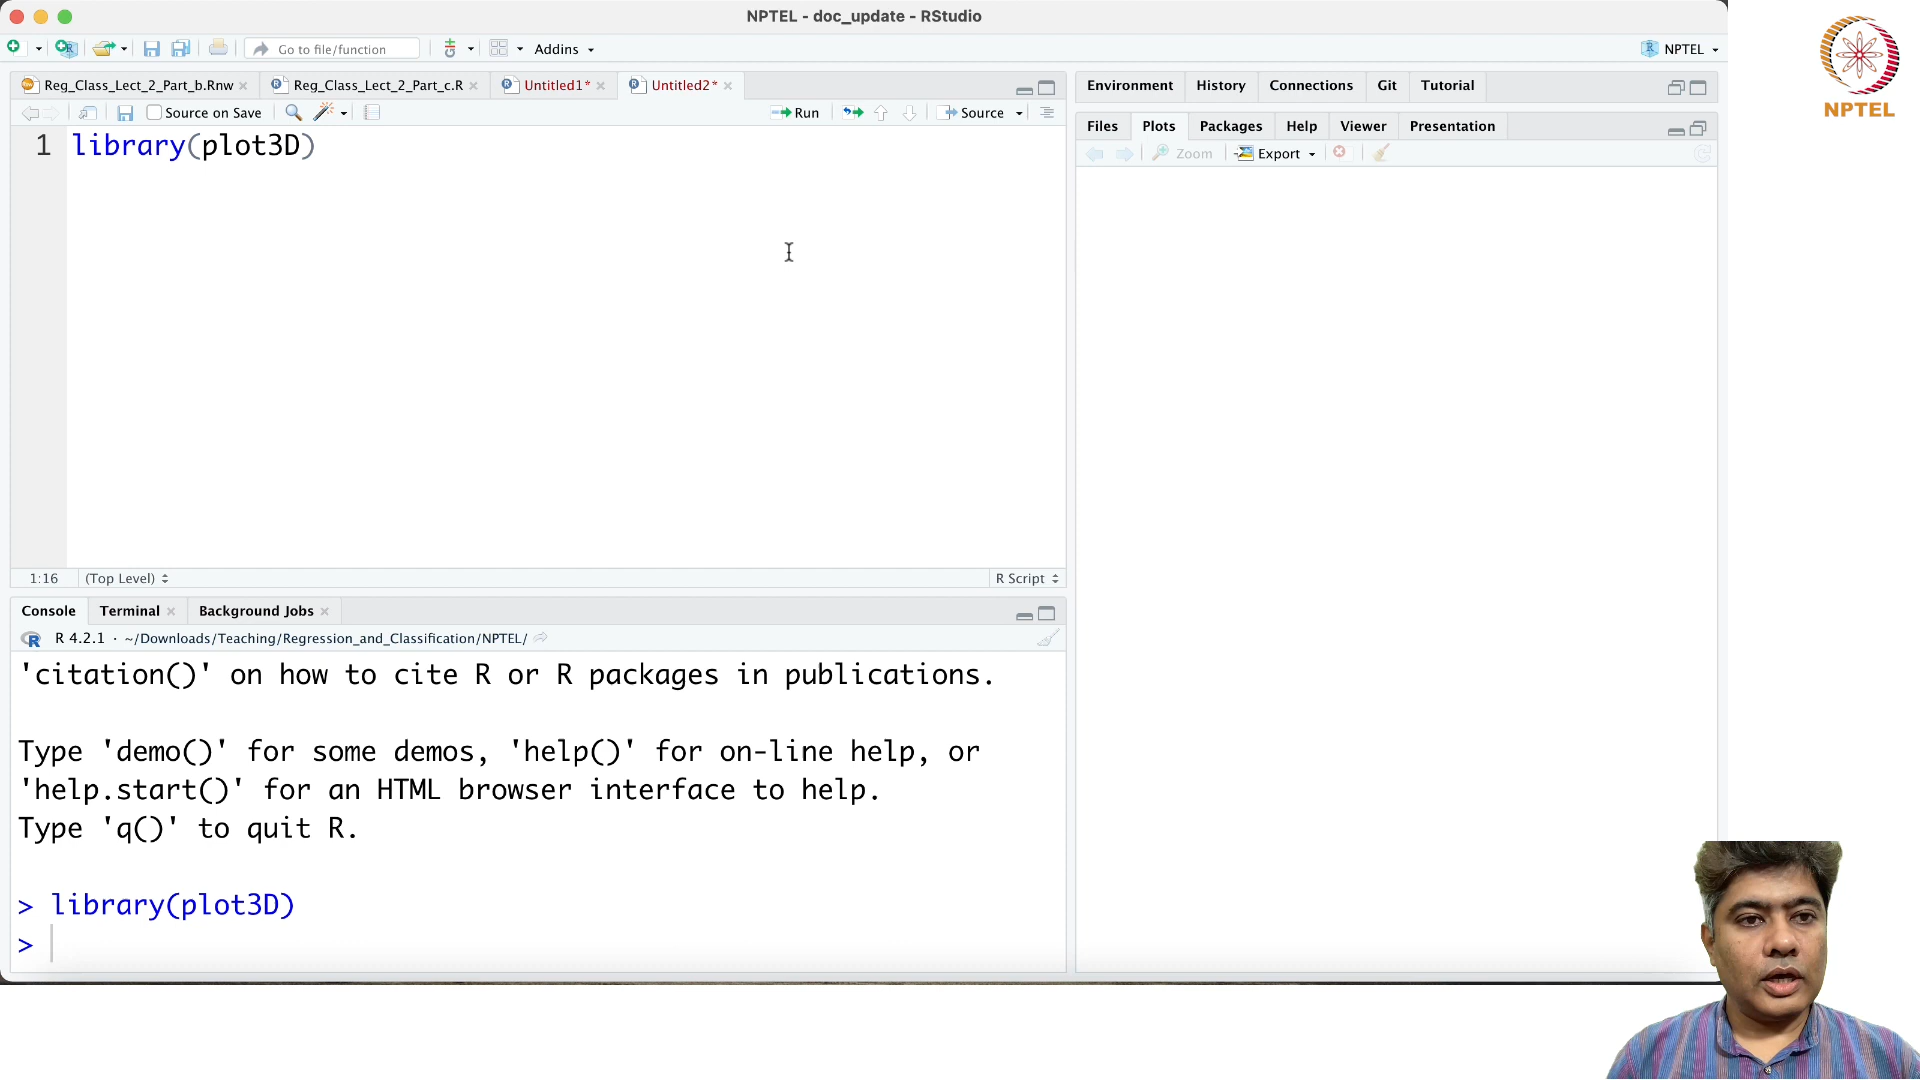 NPTEL - doc_update - RStudio
Go to file/function
Addins
NPTEL
NPTEL
Reg_Class_Lect_2_Part_b.Rnw
Reg_Class_Lect_2_Part_c.R
Untitled1*
Untitled2*
Source on Save
Run
Source
1 library(plot3D)
1:16
(Top Level)
R Script
Console
Terminal
Background Jobs
R 4.2.1 · ~/Downloads/Teaching/Regression_and_Classification/NPTEL/
'citation()' on how to cite R or R packages in publications.
Type 'demo()' for some demos, 'help()' for on-line help, or
'help.start()' for an HTML browser interface to help.
Type 'q()' to quit R.
> library(plot3D)
>
Environment
History
Connections
Git
Tutorial
Files
Plots
Packages
Help
Viewer
Presentation
Zoom
Export